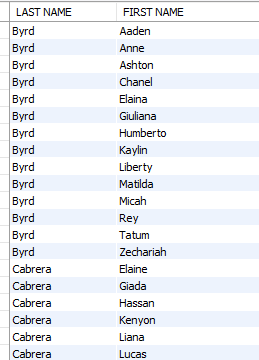 LAST NAME FIRST NAME
Byrd Aaden
Byrd Anne
Byrd Ashton
Byrd Chanel
Byrd Elaina
Byrd Giuliana
Byrd Humberto
Byrd Kaylin
Byrd Liberty
Byrd Matilda
Byrd Micah
Byrd Rey
Byrd Tatum
Byrd Zechariah
Cabrera Elaine
Cabrera Giada
Cabrera Hassan
Cabrera Kenyon
Cabrera Liana
Cabrera Lucas